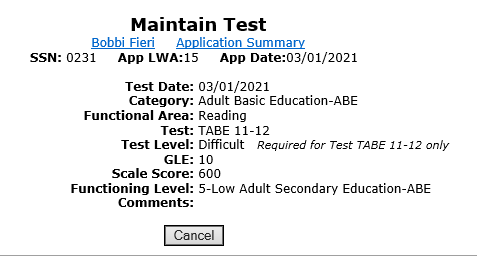 Maintain Test
Bobbi Fieri Application Summary
SSN: 0231 App LWA:15 App Date:03/01/2021
Test Date: 03/01/2021
Category: Adult Basic Education-ABE
Functional Area: Reading
Test: TABE 11-12
Test Level: Difficult Required for Test TABE 11-12 only
GLE: 10
Scale Score: 600
Functioning Level: 5-Low Adult Secondary Education-ABE
Comments:
Cancel